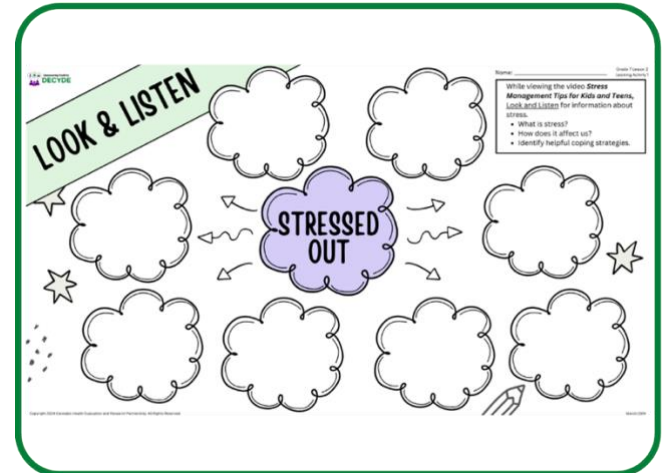 DECYDE
LOOK & LISTEN
Name:
Grade 7 Lesson 2
Learning Activity 1
While viewing the video Stress
Management Tips for Kids and Teens,
Look and Listen for information about
stress.
• What is stress?
• How does it affect us?
• Identify helpful coping strategies.
STRESSED
OUT